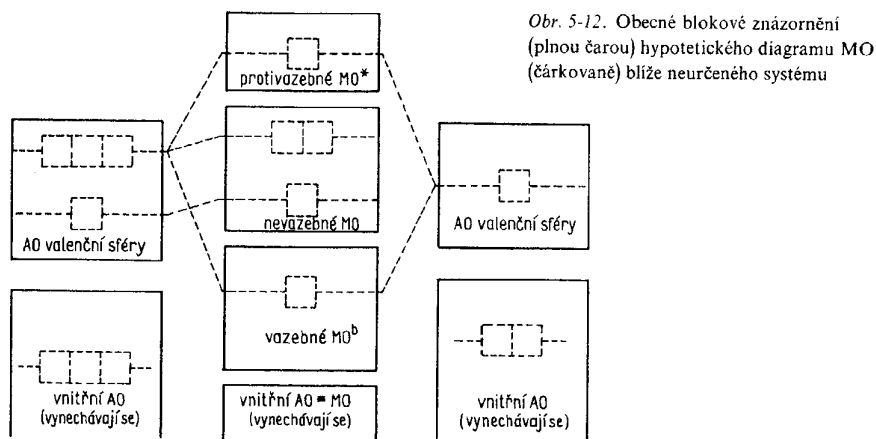 Obr. 5-12. Obecné blokové znázornění
(plnou čarou) hypotetického diagramu MO
(čárkovaně) blíže neurčeného systému
protivazebné MO*
AO valenční sféry
nevazebné MO
AO valenční sféry
vazebné MOᵇ
vnitřní AO
(vynechávají se)
vnitřní AO = MO
(vynechávají se)
vnitřní AO
(vynechávají se)